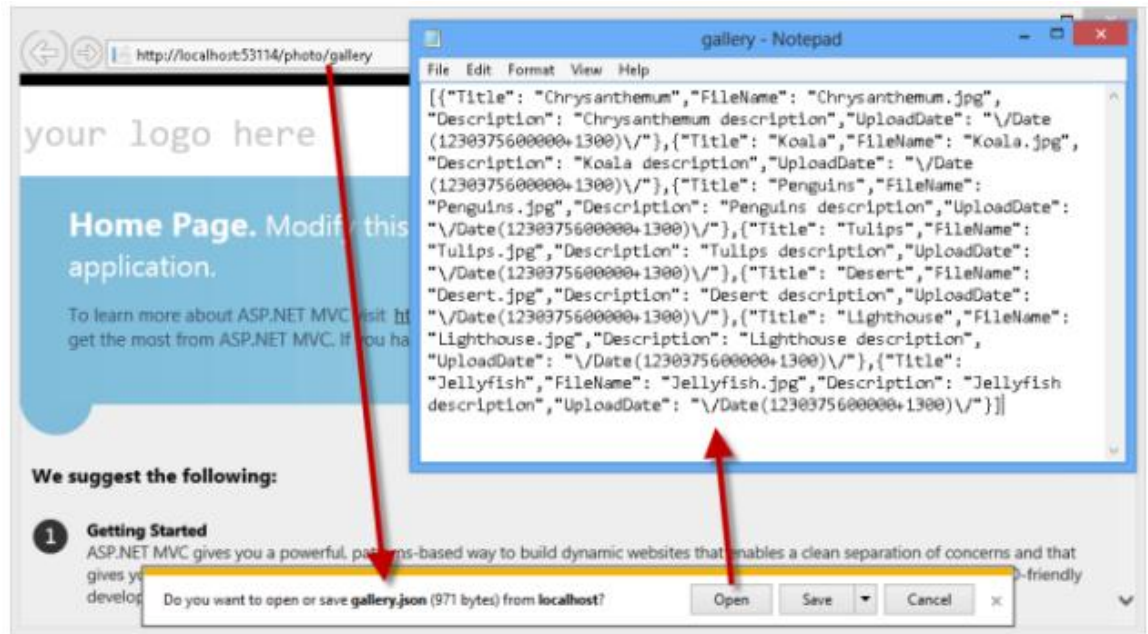 http://localhost:53114/photo/gallery
gallery - Notepad
File Edit Format View Help
[{"Title": "Chrysanthemum","FileName": "Chrysanthemum.jpg",
"Description": "Chrysanthemum description","UploadDate": "\/Date
(1230375600000+1300)\/"},{"Title": "Koala","FileName": "Koala.jpg",
"Description": "Koala description","UploadDate": "\/Date
(1230375600000+1300)\/"},{"Title": "Penguins","FileName":
"Penguins.jpg","Description": "Penguins description","UploadDate":
"\/Date(1230375600000+1300)\/"},{"Title": "Tulips","FileName":
"Tulips.jpg","Description": "Tulips description","UploadDate":
"\/Date(1230375600000+1300)\/"},{"Title": "Desert","FileName":
"Desert.jpg","Description": "Desert description","UploadDate":
"\/Date(1230375600000+1300)\/"},{"Title": "Lighthouse","FileName":
"Lighthouse.jpg","Description": "Lighthouse description",
"UploadDate": "\/Date(1230375600000+1300)\/"},{"Title":
"Jellyfish","FileName": "Jellyfish.jpg","Description": "Jellyfish
description","UploadDate": "\/Date(1230375600000+1300)\/"}]
your logo here
Home Page. Modify this
application.
To learn more about ASP.NET MVC visit
get the most from ASP.NET MVC. If you ha
We suggest the following:
1
Getting Started
ASP.NET MVC gives you a powerful, patterns-based way to build dynamic websites that enables a clean separation of concerns and that
gives -friendly
develop
Do you want to open or save gallery.json (971 bytes) from localhost?
Open Save Cancel